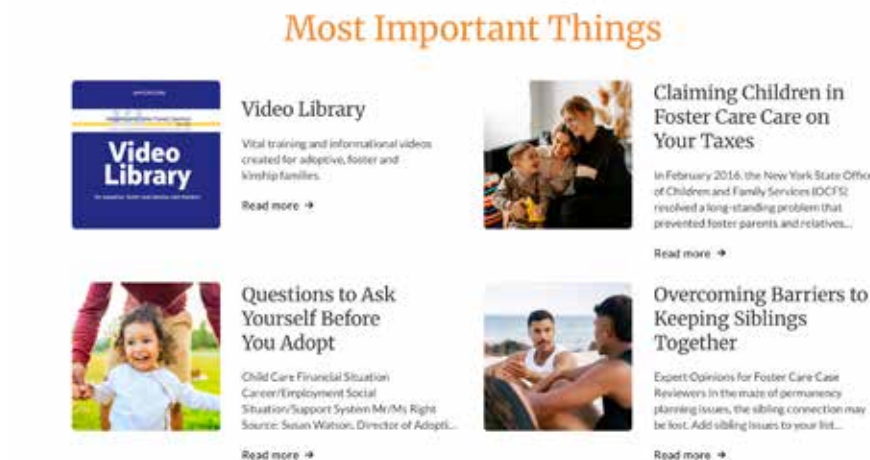 Most Important Things
Video
Library
Video Library
Vital training and informational videos
created for adoptive, foster and
kinship families.
Read more →
Claiming Children in
Foster Care Care on
Your Taxes
In February 2016, the New York State Office
of Children and Family Services (OCFS)
resolved a long-standing problem that
prevented foster parents and relatives...
Read more →
Questions to Ask
Yourself Before
You Adopt
Child Care Financial Situation
Career/Employment Social
Situation/Support System Mr/Ms Right
Source: Susan Watson, Director of Adopti...
Read more →
Overcoming Barriers to
Keeping Siblings
Together
Expert Opinions for Foster Care Case
Reviewers In the maze of permanency
planning issues, the sibling connection may
be lost. Add sibling issues to your list...
Read more →